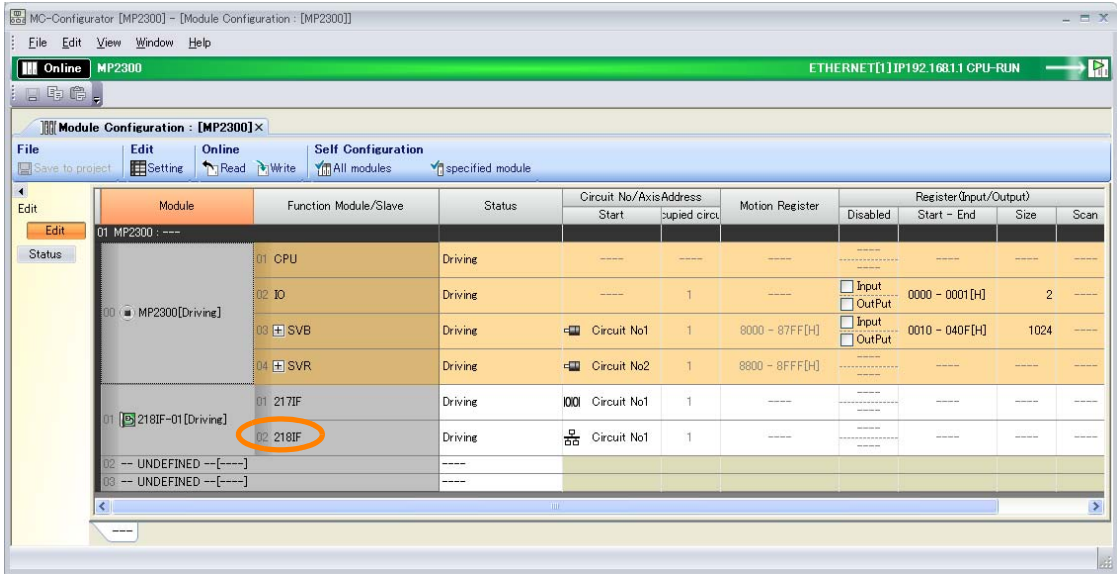 MC-Configurator [MP2300] - [Module Configuration : [MP2300]]
File Edit View Window Help
Online MP2300 ETHERNET[1] IP192.168.1.1 CPU-RUN
Module Configuration : [MP2300]
File Edit Online Self Configuration
Save to project Setting Read Write All modules specified module
Edit
Edit
Status
Module Function Module/Slave Status Circuit No/AxisAddress Motion Register Register(Input/Output)
Start cupied circu Disabled Start - End Size Scan
01 MP2300 : ---
00 MP2300[Driving]
01 CPU Driving ---- ---- ---- ---- ---- ---- ---- ----
02 IO Driving ---- 1 ---- Input OutPut 0000 - 0001[H] 2 ----
03 SVB Driving Circuit No1 1 8000 - 87FF[H] Input OutPut 0010 - 040F[H] 1024 ----
04 SVR Driving Circuit No2 1 8800 - 8FFF[H] ---- ---- ---- ---- ----
01 218IF-01[Driving]
01 217IF Driving Circuit No1 1 ---- ---- ---- ---- ---- ----
02 218IF Driving Circuit No1 1 ---- ---- ---- ---- ---- ----
02 -- UNDEFINED --[----] ----
03 -- UNDEFINED --[----] ----
---